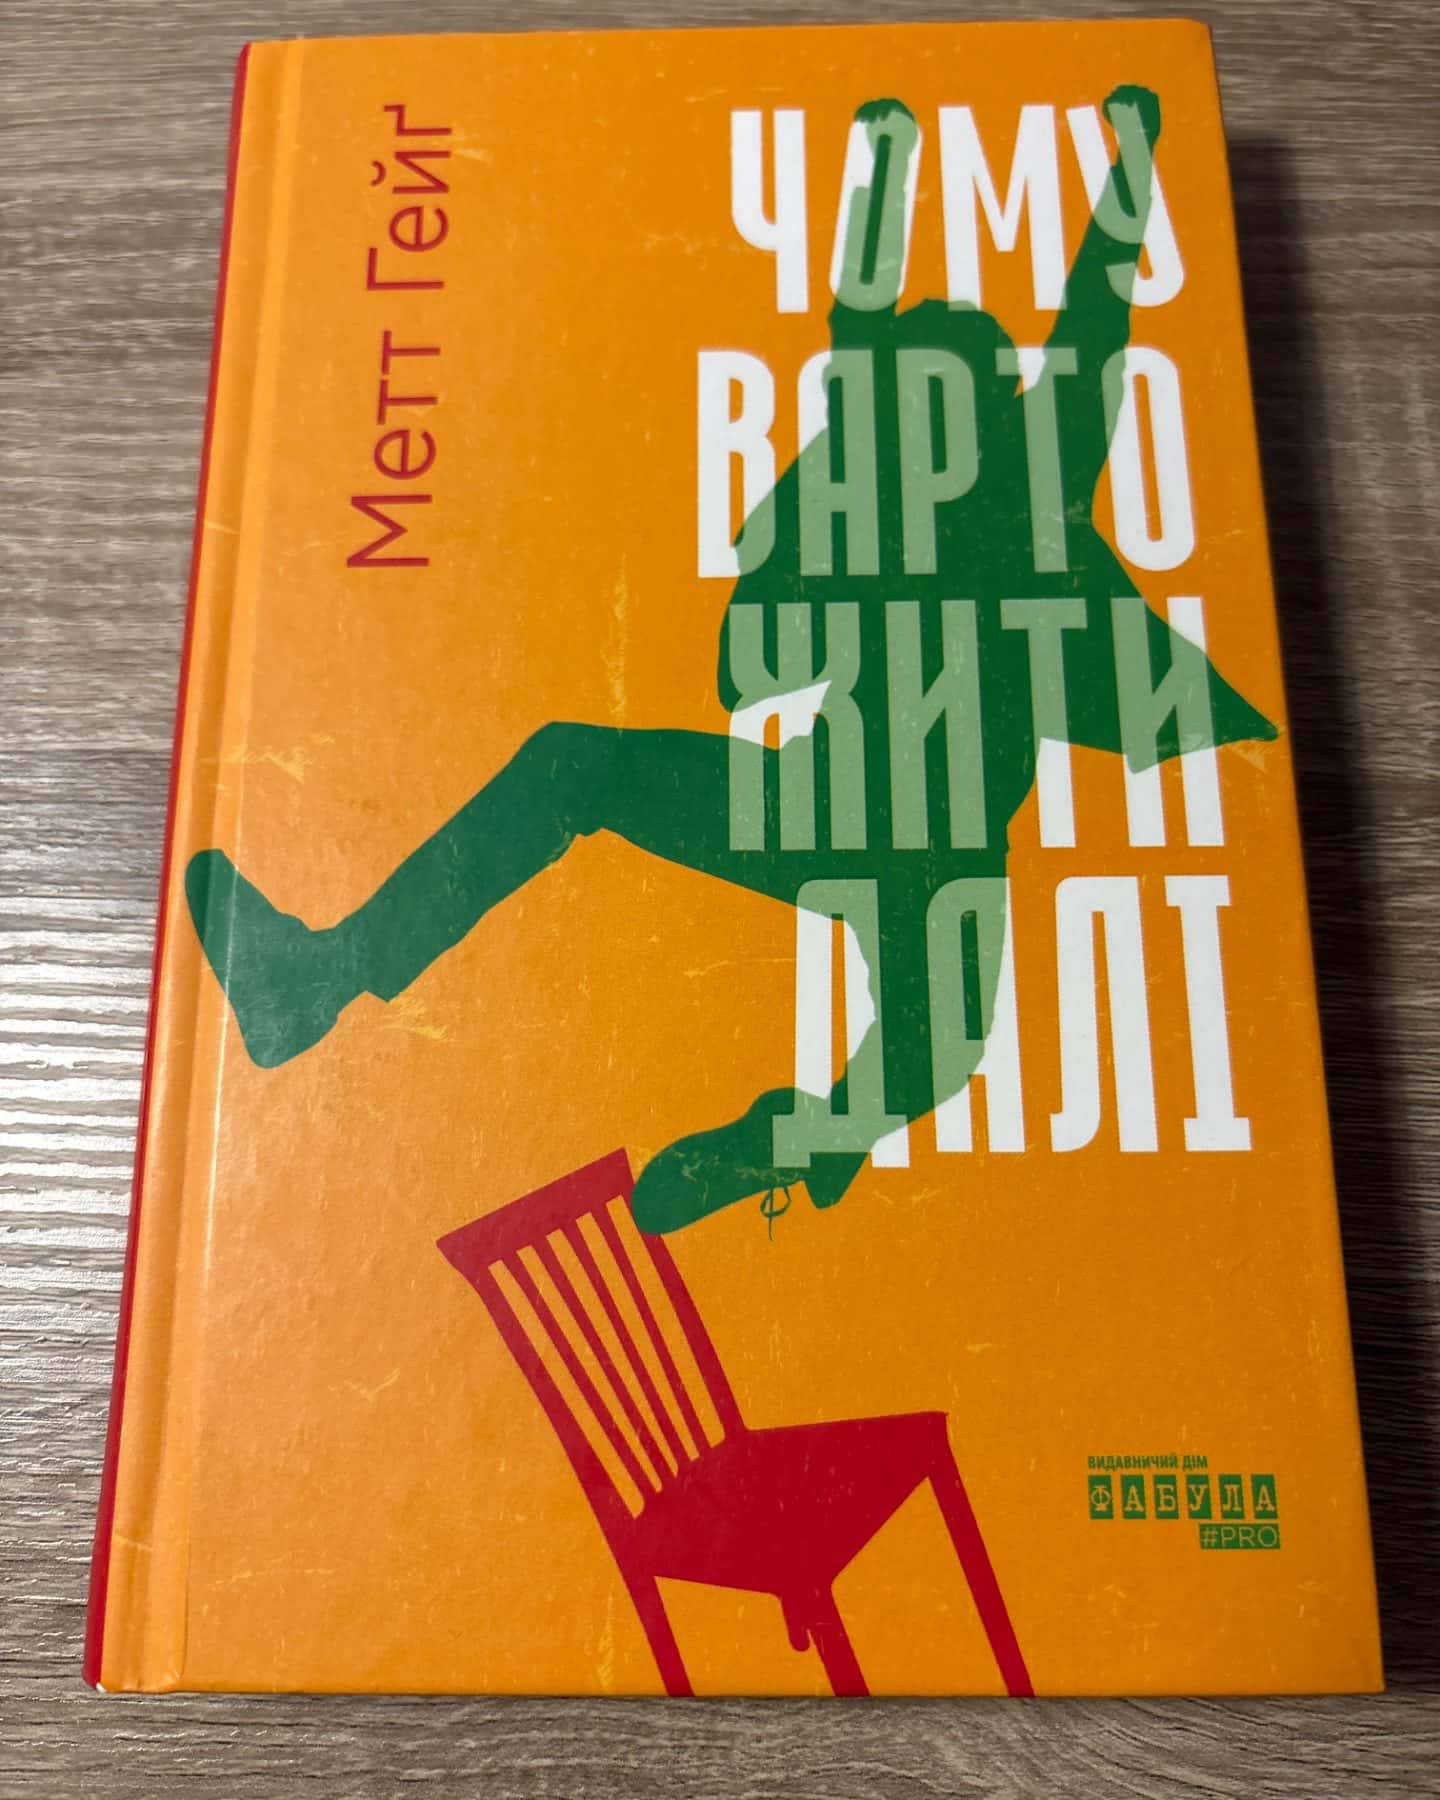 Метт Гейґ
ЧОМУ
ВАРТО
ЖИТИ
ДАЛІ
ВИДАВНИЧИЙ ДІМ
ФАБУЛА
#PRO